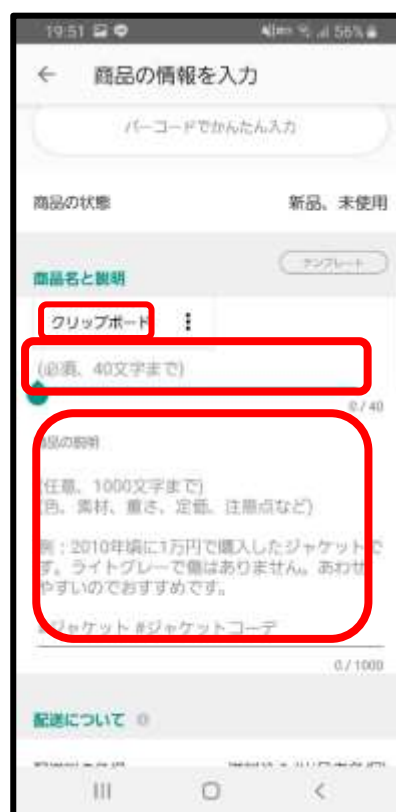 19:51 56%
商品の情報を入力
バーコードでかんたん入力
商品の状態 新品、未使用
テンプレート
商品名と説明
クリップボード
(必須、40文字まで)
0 / 40
商品の説明
(任意、1000文字まで)
(色、素材、重さ、定価、注意点など)
例：2010年頃に1万円で購入したジャケットで
す。ライトグレーで傷はありません。あわせ
やすいのでおすすめです。
#ジャケット #ジャケットコーデ
0 / 1000
配送について